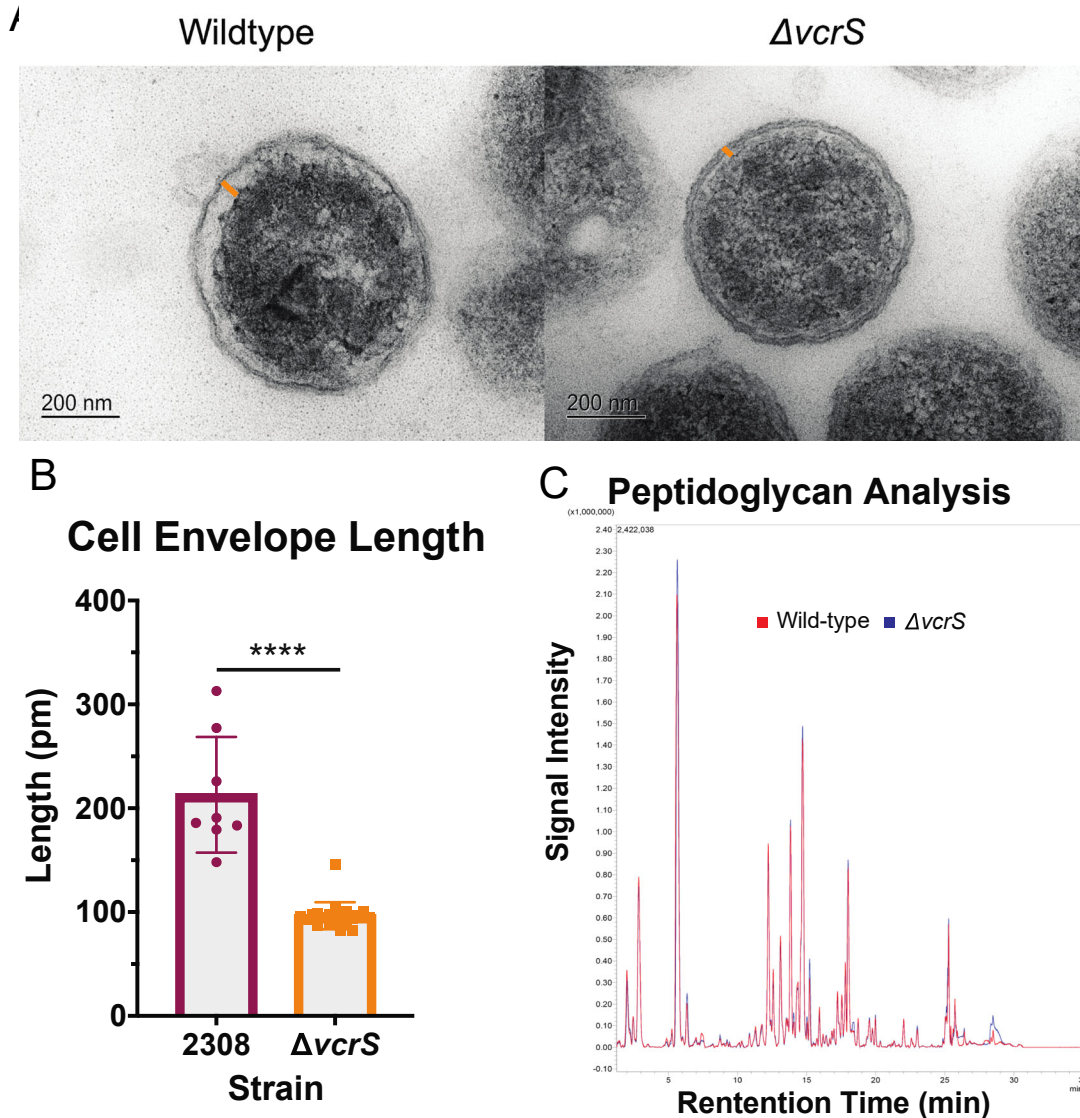 A
Wildtype
ΔvcrS
200 nm
200 nm
B
Cell Envelope Length
400
300
200
100
0
Length (pm)
****
2308
ΔvcrS
Strain
C
Peptidoglycan Analysis
(x1,000,000)
2,422,038
2.40
2.30
2.20
2.10
2.00
1.90
1.80
1.70
1.60
1.50
1.40
1.30
1.20
1.10
1.00
0.90
0.80
0.70
0.60
0.50
0.40
0.30
0.20
0.10
0.00
-0.10
Signal Intensity
Wild-type ΔvcrS
5 10 15 20 25 30
min
Rentention Time (min)